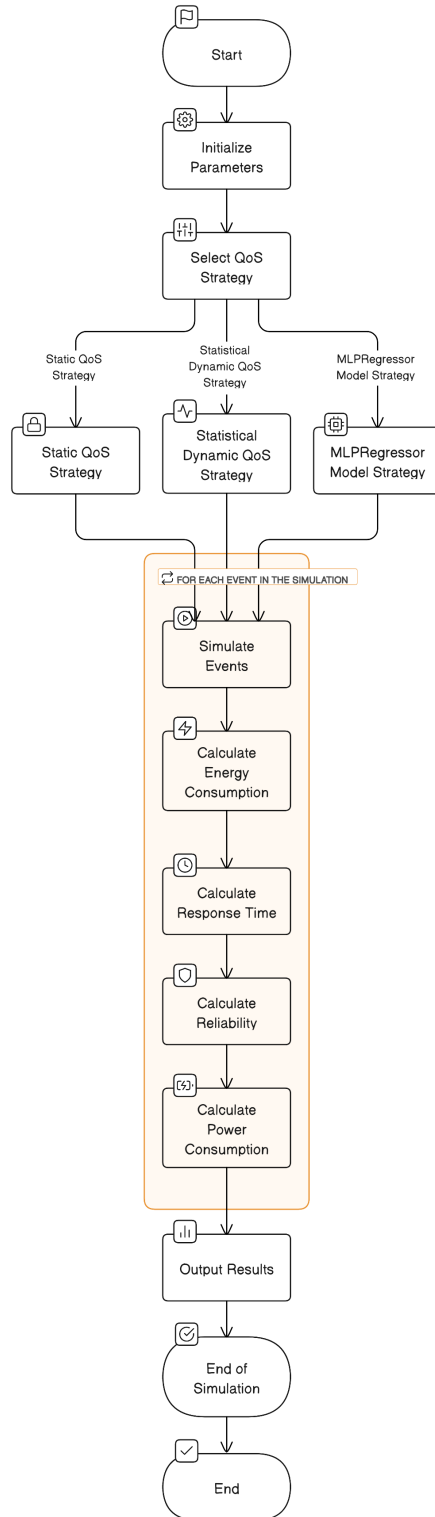 Start
Initialize
Parameters
Select QoS
Strategy
Static QoS
Strategy
Statistical
Dynamic QoS
Strategy
MLPRegressor
Model Strategy
Static QoS
Strategy
Statistical
Dynamic QoS
Strategy
MLPRegressor
Model Strategy
FOR EACH EVENT IN THE SIMULATION
Simulate
Events
Calculate
Energy
Consumption
Calculate
Response Time
Calculate
Reliability
Calculate
Power
Consumption
Output Results
End of
Simulation
End